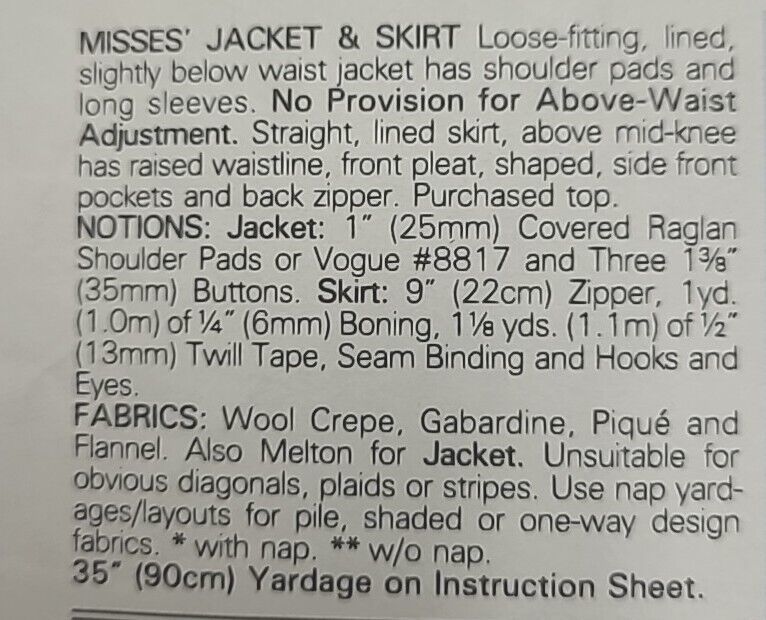 MISSES' JACKET & SKIRT Loose-fitting, lined,
slightly below waist jacket has shoulder pads and
long sleeves. No Provision for Above-Waist
Adjustment. Straight, lined skirt, above mid-knee
has raised waistline, front pleat, shaped, side front
pockets and back zipper. Purchased top.
NOTIONS: Jacket: 1" (25mm) Covered Raglan
Shoulder Pads or Vogue #8817 and Three 1⅜"
(35mm) Buttons. Skirt: 9" (22cm) Zipper, 1yd.
(1.0m) of ¼" (6mm) Boning, 1⅛ yds. (1.1m) of ½"
(13mm) Twill Tape, Seam Binding and Hooks and
Eyes.
FABRICS: Wool Crepe, Gabardine, Piqué and
Flannel. Also Melton for Jacket. Unsuitable for
obvious diagonals, plaids or stripes. Use nap yard-
ages/layouts for pile, shaded or one-way design
fabrics. * with nap. ** w/o nap.
35" (90cm) Yardage on Instruction Sheet.